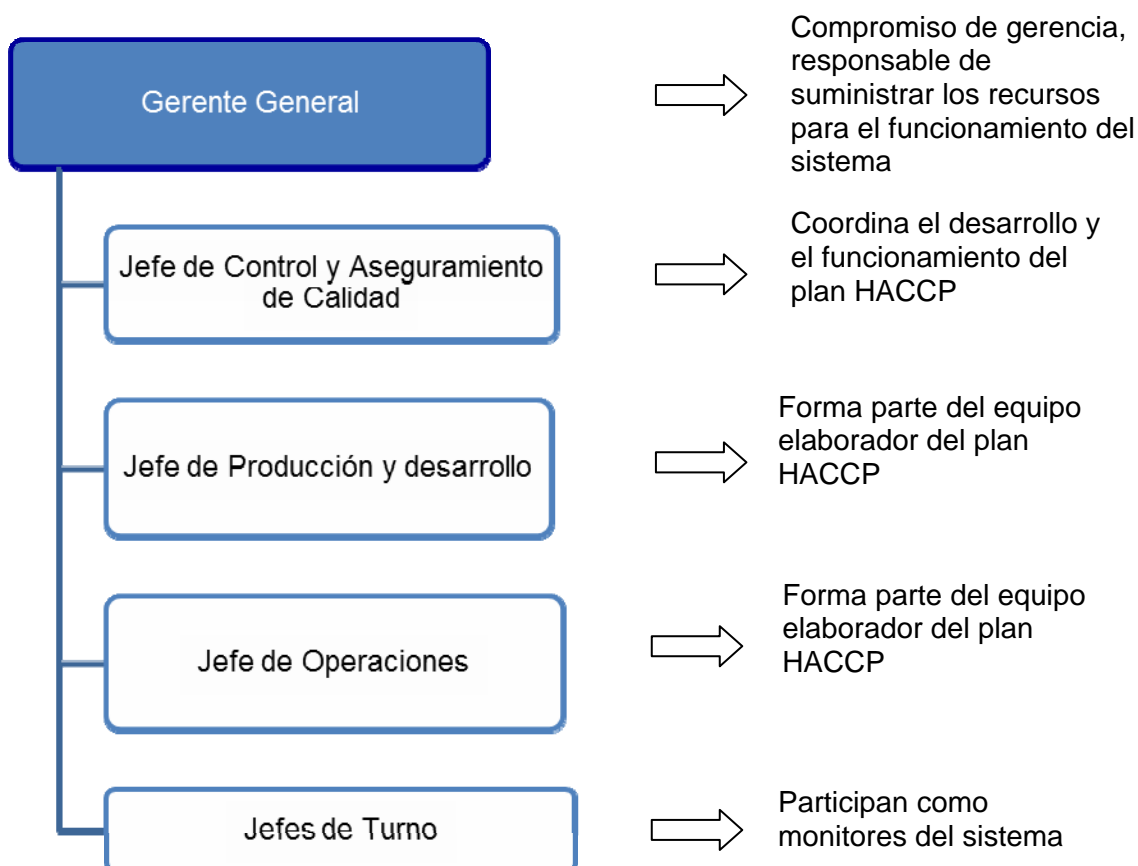 Gerente General
Compromiso de gerencia,
responsable de
suministrar los recursos
para el funcionamiento del
sistema
Jefe de Control y Aseguramiento
de Calidad
Coordina el desarrollo y
el funcionamiento del
plan HACCP
Jefe de Producción y desarrollo
Forma parte del equipo
elaborador del plan
HACCP
Jefe de Operaciones
Forma parte del equipo
elaborador del plan
HACCP
Jefes de Turno
Participan como
monitores del sistema